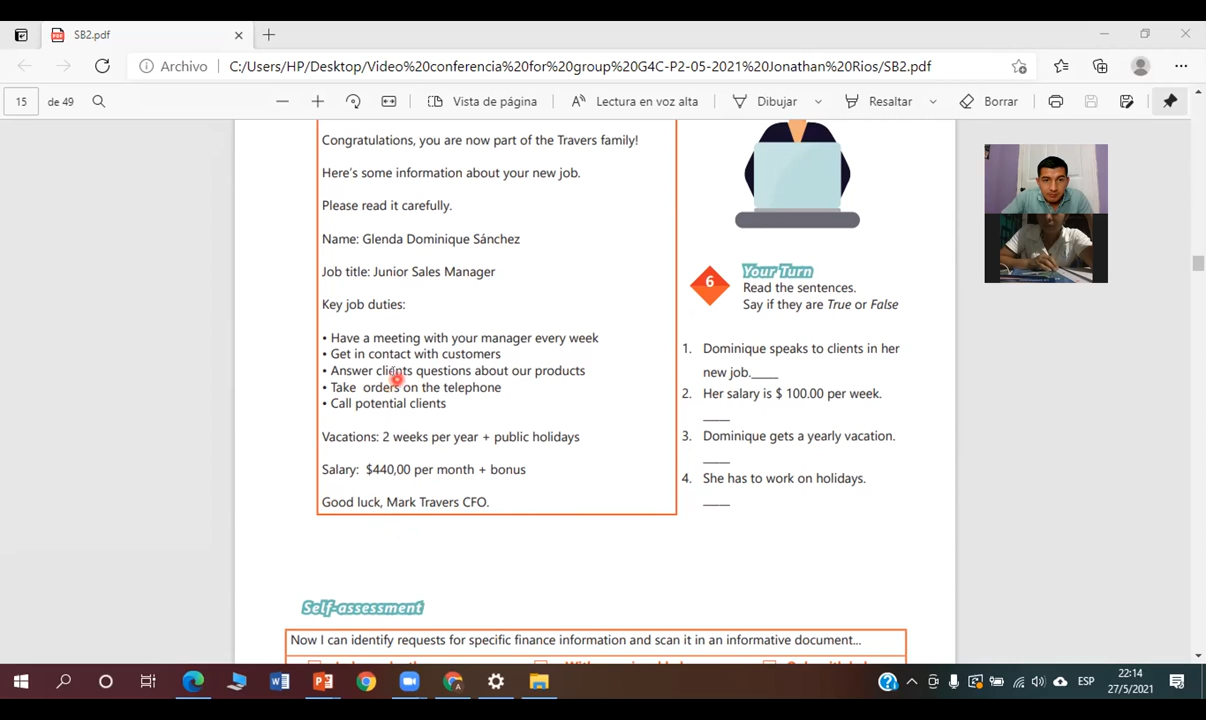 SB2.pdf
Archivo
C:/Users/HP/Desktop/Video%20conferencia%20for%20group%20G4C-P2-05-2021%20Jonathan%20Rios/SB2.pdf
15
de 49
Vista de página
Lectura en voz alta
Dibujar
Resaltar
Borrar
Congratulations, you are now part of the Travers family!
Here's some information about your new job.
Please read it carefully.
Name: Glenda Dominique Sánchez
Job title: Junior Sales Manager
Key job duties:
• Have a meeting with your manager every week
• Get in contact with customers
• Answer clients questions about our products
• Take orders on the telephone
• Call potential clients
Vacations: 2 weeks per year + public holidays
Salary: $440,00 per month + bonus
Good luck, Mark Travers CFO.
6
Your Turn
Read the sentences.
Say if they are True or False
1. Dominique speaks to clients in her
new job.____
2. Her salary is $ 100.00 per week.
____
3. Dominique gets a yearly vacation.
____
4. She has to work on holidays.
____
Self-assessment
Now I can identify requests for specific finance information and scan it in an informative document...
ESP
22:14
27/5/2021